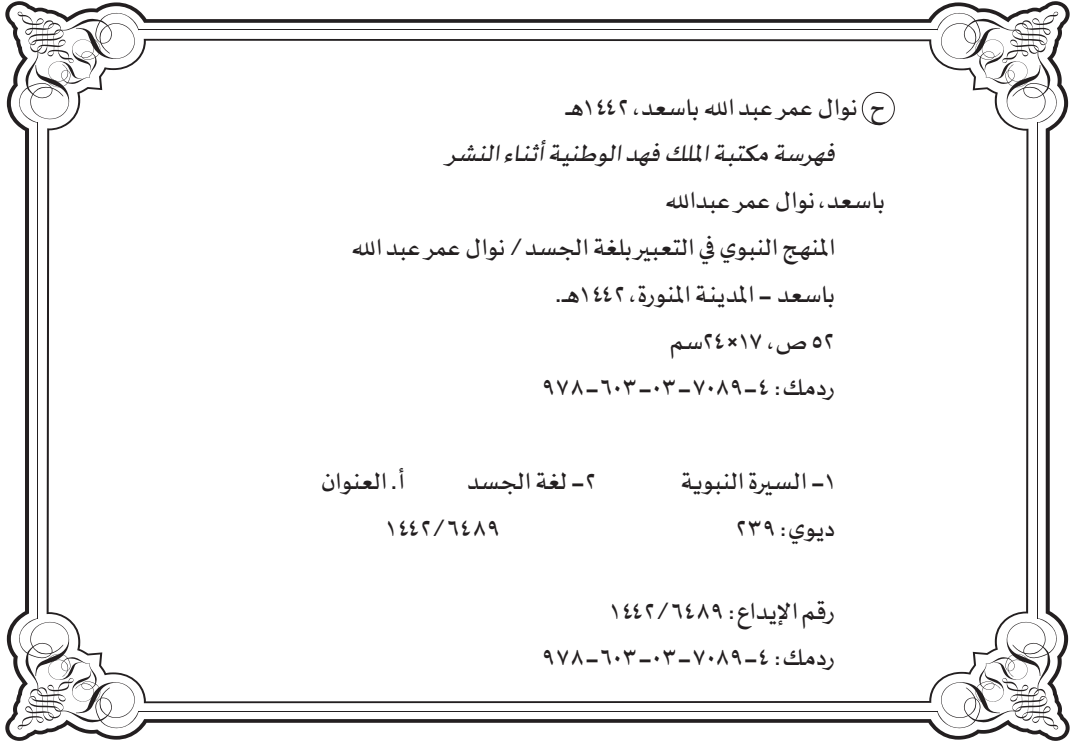 ح نوال عمر عبد الله باسعد، ١٤٤٢هـ
فهرسة مكتبة الملك فهد الوطنية أثناء النشر
باسعد، نوال عمر عبدالله
المنهج النبوي في التعبير بلغة الجسد / نوال عمر عبد الله
باسعد – المدينة المنورة، ١٤٤٢هـ.
٥٢ ص، ١٧×٢٤سم
ردمك: ٤–٧٠٨٩–٠٣–٦٠٣–٩٧٨
١– السيرة النبوية ٢– لغة الجسد أ. العنوان
ديوي: ٢٣٩ ١٤٤٢/٦٤٨٩
رقم الإيداع: ١٤٤٢/٦٤٨٩
ردمك: ٤–٧٠٨٩–٠٣–٦٠٣–٩٧٨